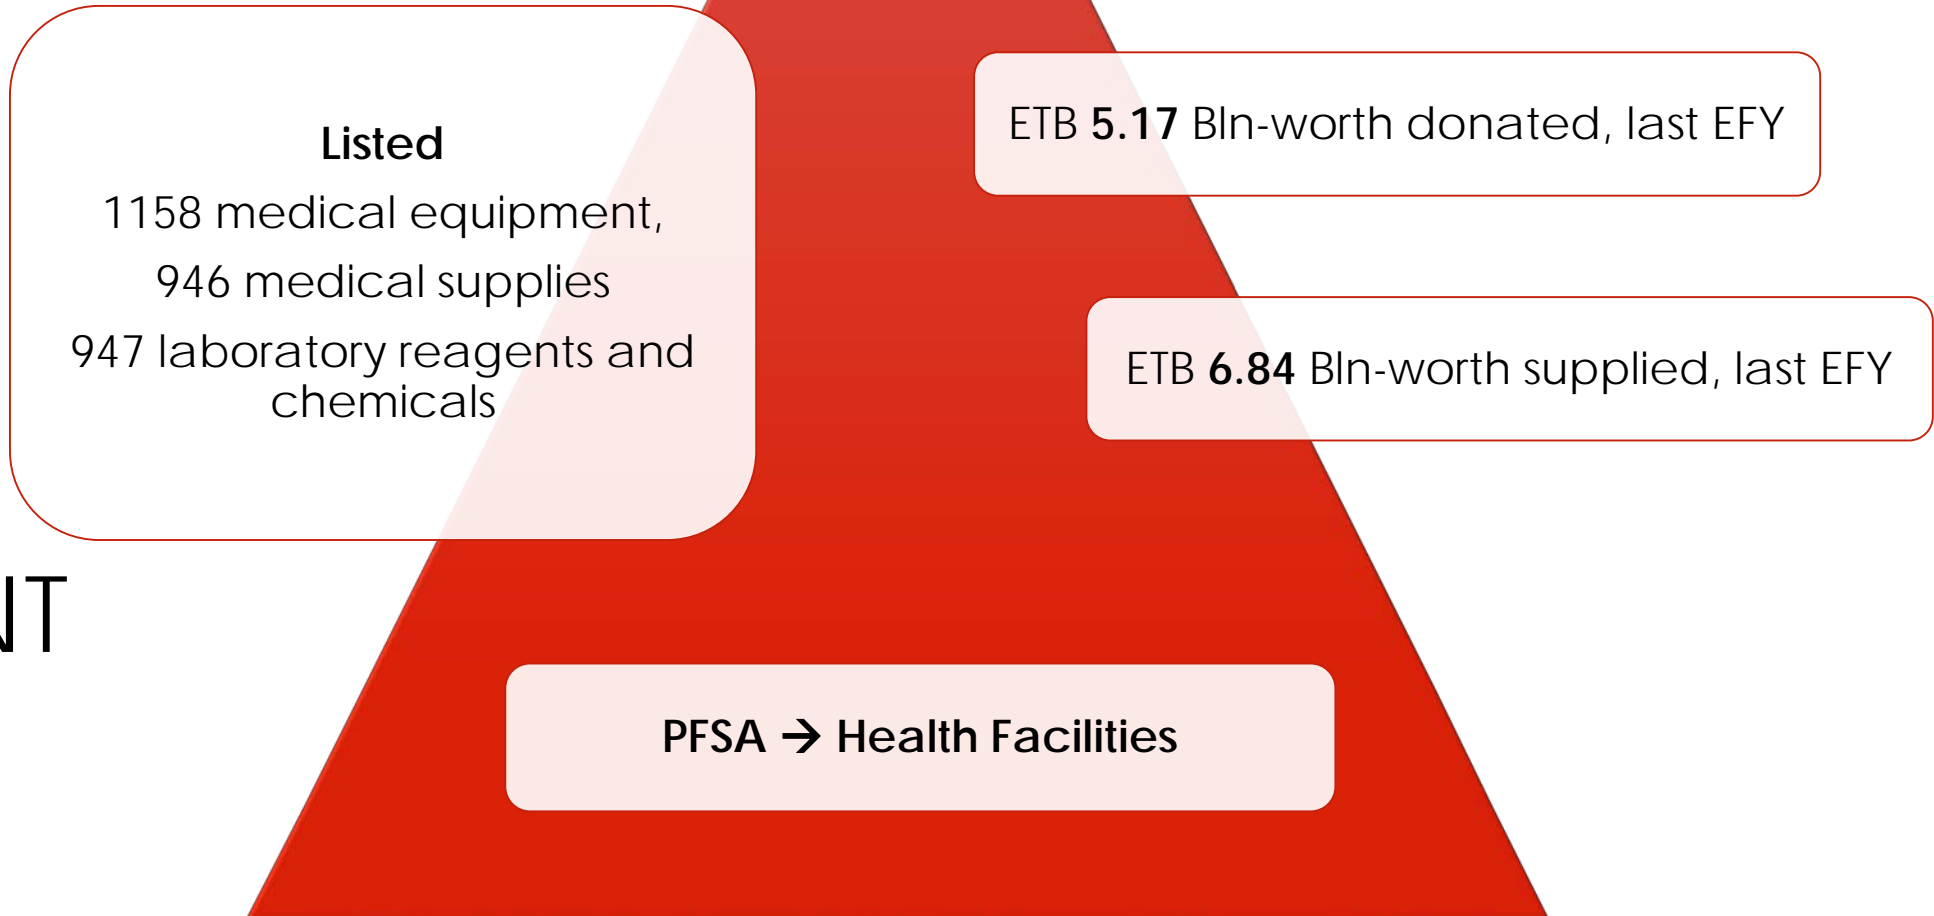 Listed
1158 medical equipment,
946 medical supplies
947 laboratory reagents and
chemicals
ETB 5.17 Bln-worth donated, last EFY
ETB 6.84 Bln-worth supplied, last EFY
NT
PFSA → Health Facilities